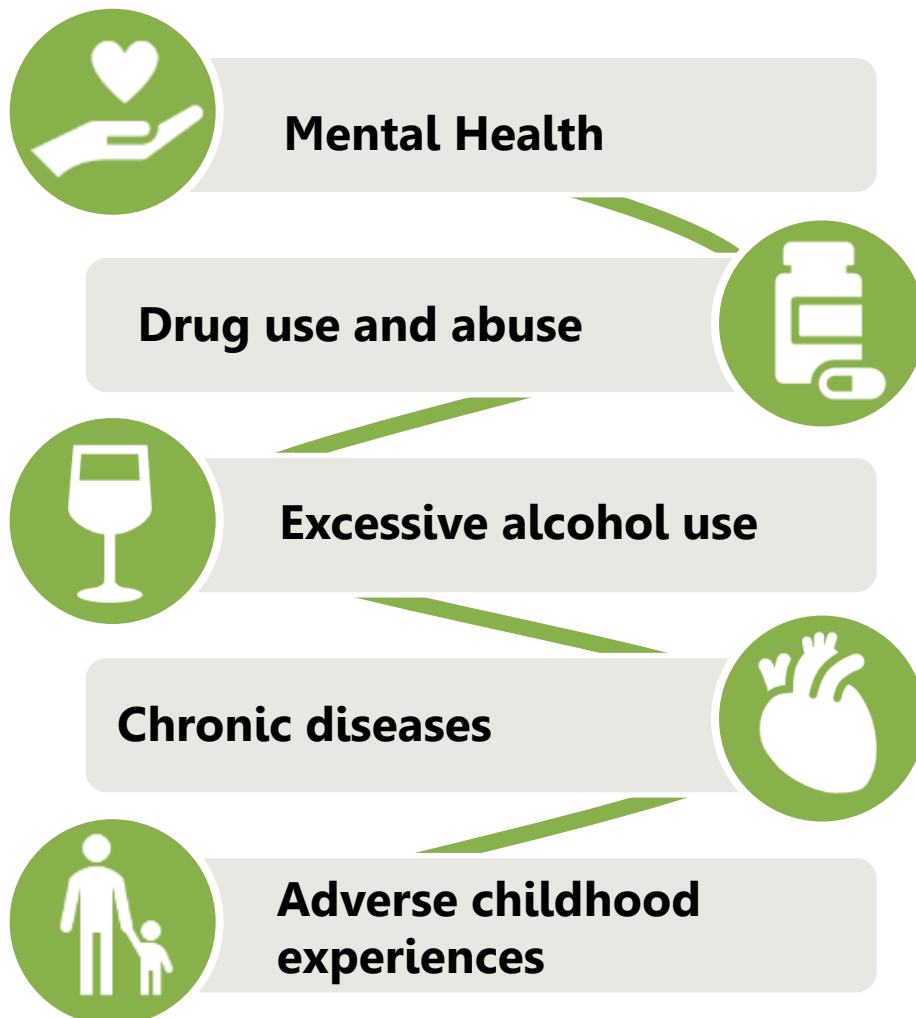 Mental Health
Drug use and abuse
Excessive alcohol use
Chronic diseases
Adverse childhood
experiences